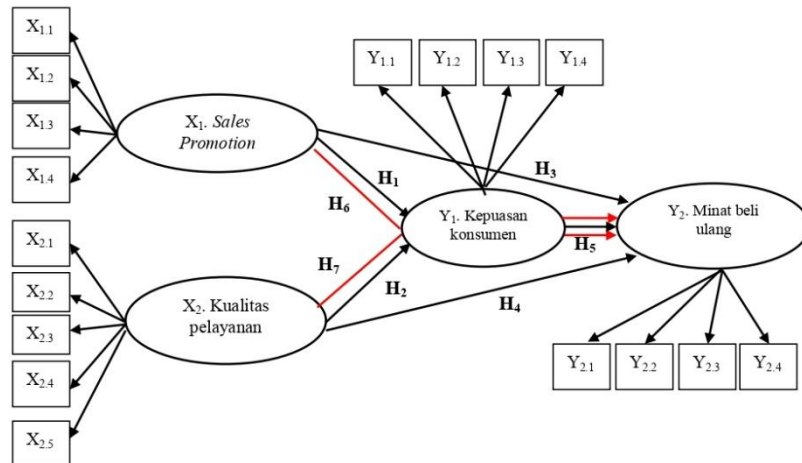 X1.1
X1.2
X1.3
X1.4
X1. Sales
Promotion
Y1.1
Y1.2
Y1.3
Y1.4
H3
H1
H6
Y1. Kepuasan
konsumen
H5
Y2. Minat beli
ulang
H7
H2
H4
X2.1
X2.2
X2.3
X2.4
X2.5
X2. Kualitas
pelayanan
Y2.1
Y2.2
Y2.3
Y2.4